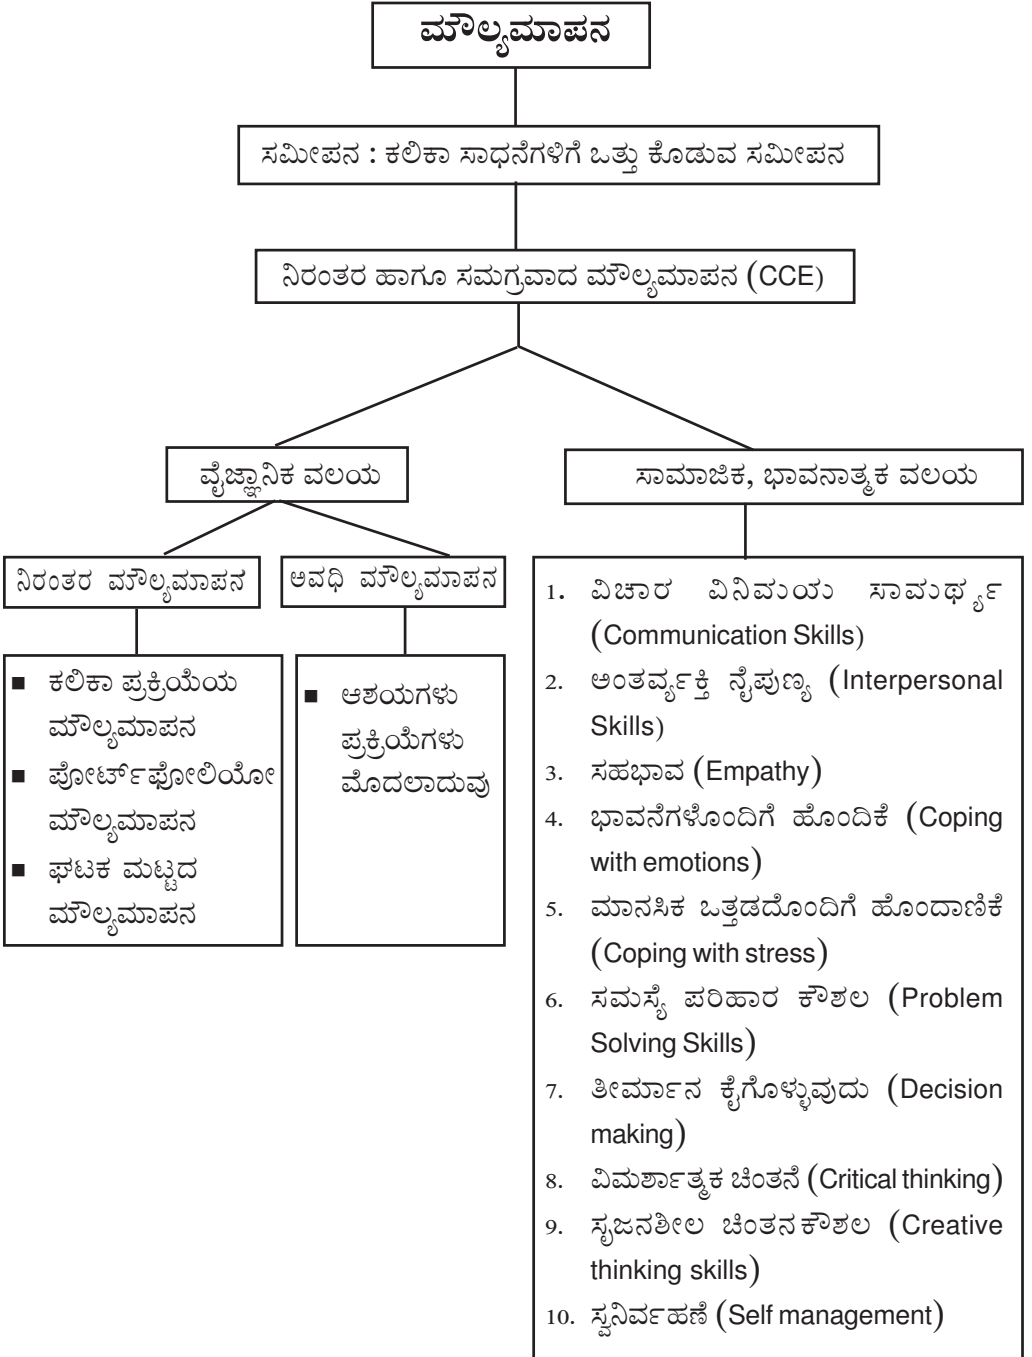 ಮೌಲ್ಯಮಾಪನ
ಸಮೀಪನ : ಕಲಿಕಾ ಸಾಧನೆಗಳಿಗೆ ಒತ್ತು ಕೊಡುವ ಸಮೀಪನ
ನಿರಂತರ ಹಾಗೂ ಸಮಗ್ರವಾದ ಮೌಲ್ಯಮಾಪನ (CCE)
ವೈಜ್ಞಾನಿಕ ವಲಯ
ಸಾಮಾಜಿಕ, ಭಾವನಾತ್ಮಕ ವಲಯ
ನಿರಂತರ ಮೌಲ್ಯಮಾಪನ
ಅವಧಿ ಮೌಲ್ಯಮಾಪನ
■ ಕಲಿಕಾ ಪ್ರಕ್ರಿಯೆಯ
ಮೌಲ್ಯಮಾಪನ
■ ಪೋರ್ಟ್‌ಫೋಲಿಯೋ
ಮೌಲ್ಯಮಾಪನ
■ ಘಟಕ ಮಟ್ಟದ
ಮೌಲ್ಯಮಾಪನ
■ ಆಶಯಗಳು
ಪ್ರಕ್ರಿಯೆಗಳು
ಮೊದಲಾದುವು
1. ವಿಚಾರ ವಿನಿಮಯ ಸಾಮರ್ಥ್ಯ
(Communication Skills)
2. ಅಂತರ್ವ್ಯಕ್ತಿ ನೈಪುಣ್ಯ (Interpersonal
Skills)
3. ಸಹಭಾವ (Empathy)
4. ಭಾವನೆಗಳೊಂದಿಗೆ ಹೊಂದಿಕೆ (Coping
with emotions)
5. ಮಾನಸಿಕ ಒತ್ತಡದೊಂದಿಗೆ ಹೊಂದಾಣಿಕೆ
(Coping with stress)
6. ಸಮಸ್ಯೆ ಪರಿಹಾರ ಕೌಶಲ (Problem
Solving Skills)
7. ತೀರ್ಮಾನ ಕೈಗೊಳ್ಳುವುದು (Decision
making)
8. ವಿಮರ್ಶಾತ್ಮಕ ಚಿಂತನೆ (Critical thinking)
9. ಸೃಜನಶೀಲ ಚಿಂತನಕೌಶಲ (Creative
thinking skills)
10. ಸ್ವನಿರ್ವಹಣೆ (Self management)